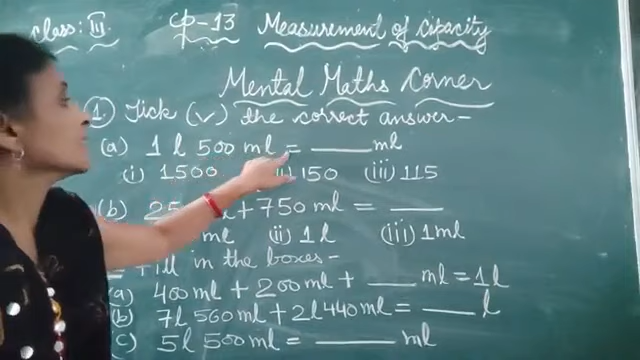 class: III CP-13 Measurement of Capacity
Mental Maths Corner
1. Tick (✓) the correct answer-
(a) 1 l 500 ml = ____ ml
(i) 1500 150 (iii) 115
(b) + 750 ml = ____
ml (ii) 1 l (iii) 1 ml
in the boxes-
(a) 400 ml + 200 ml + ____ ml = 1 l
(b) 7 l 560 ml + 2 l 440 ml = ____ l
(c) 5 l 500 ml = ____ ml